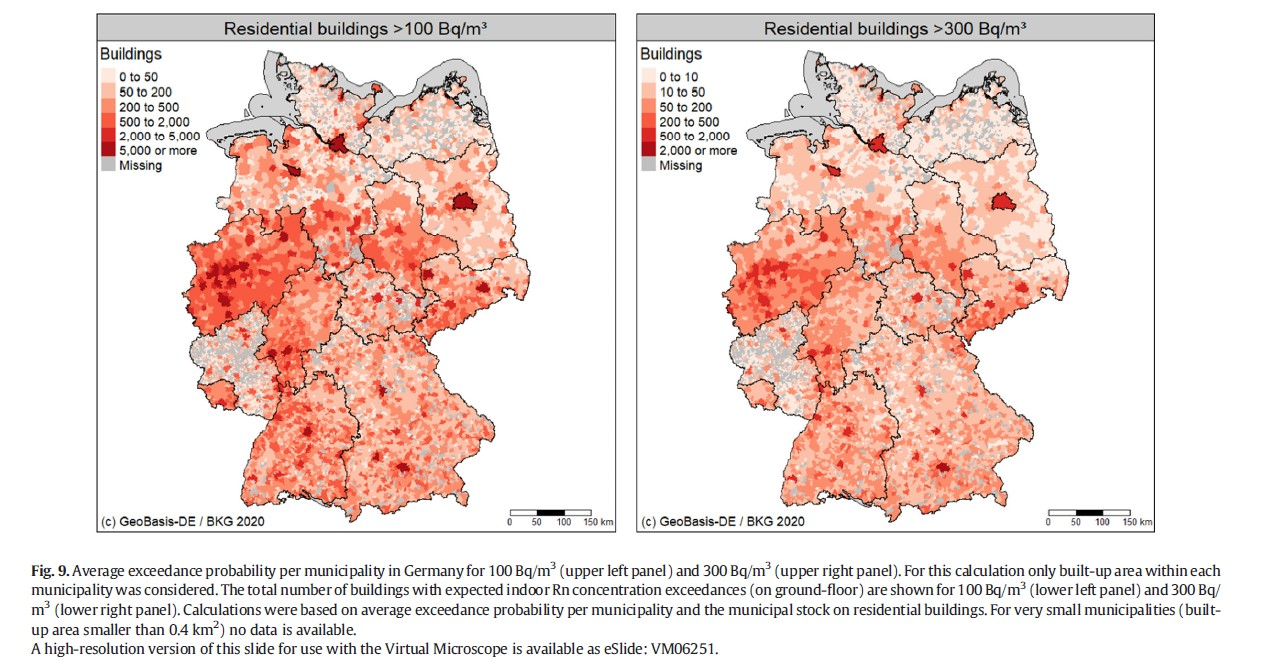 Residential buildings >100 Bq/m³
Buildings
0 to 50
50 to 200
200 to 500
500 to 2,000
2,000 to 5,000
5,000 or more
Missing
(c) GeoBasis-DE / BKG 2020
0 50 100 150 km
Residential buildings >300 Bq/m³
Buildings
0 to 10
10 to 50
50 to 200
200 to 500
500 to 2,000
2,000 or more
Missing
(c) GeoBasis-DE / BKG 2020
0 50 100 150 km
Fig. 9. Average exceedance probability per municipality in Germany for 100 Bq/m³ (upper left panel) and 300 Bq/m³ (upper right panel). For this calculation only built-up area within each
municipality was considered. The total number of buildings with expected indoor Rn concentration exceedances (on ground-floor) are shown for 100 Bq/m³ (lower left panel) and 300 Bq/
m³ (lower right panel). Calculations were based on average exceedance probability per municipality and the municipal stock on residential buildings. For very small municipalities (built-
up area smaller than 0.4 km²) no data is available.
A high-resolution version of this slide for use with the Virtual Microscope is available as eSlide: VM06251.